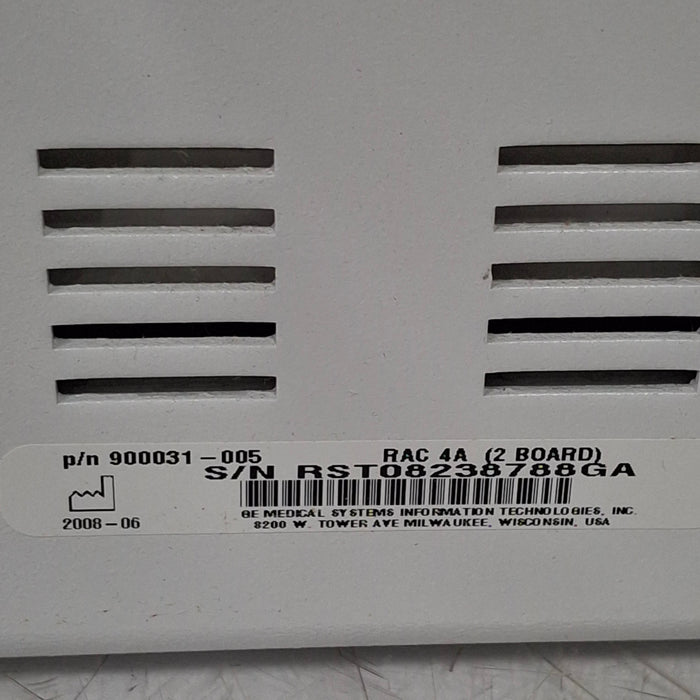 p/n 900031-005 RAC 4A (2 BOARD)
S/N RST08238788GA
2008-06
GE MEDICAL SYSTEMS INFORMATION TECHNOLOGIES, INC.
8200 W. TOWER AVE MILWAUKEE, WISCONSIN, USA